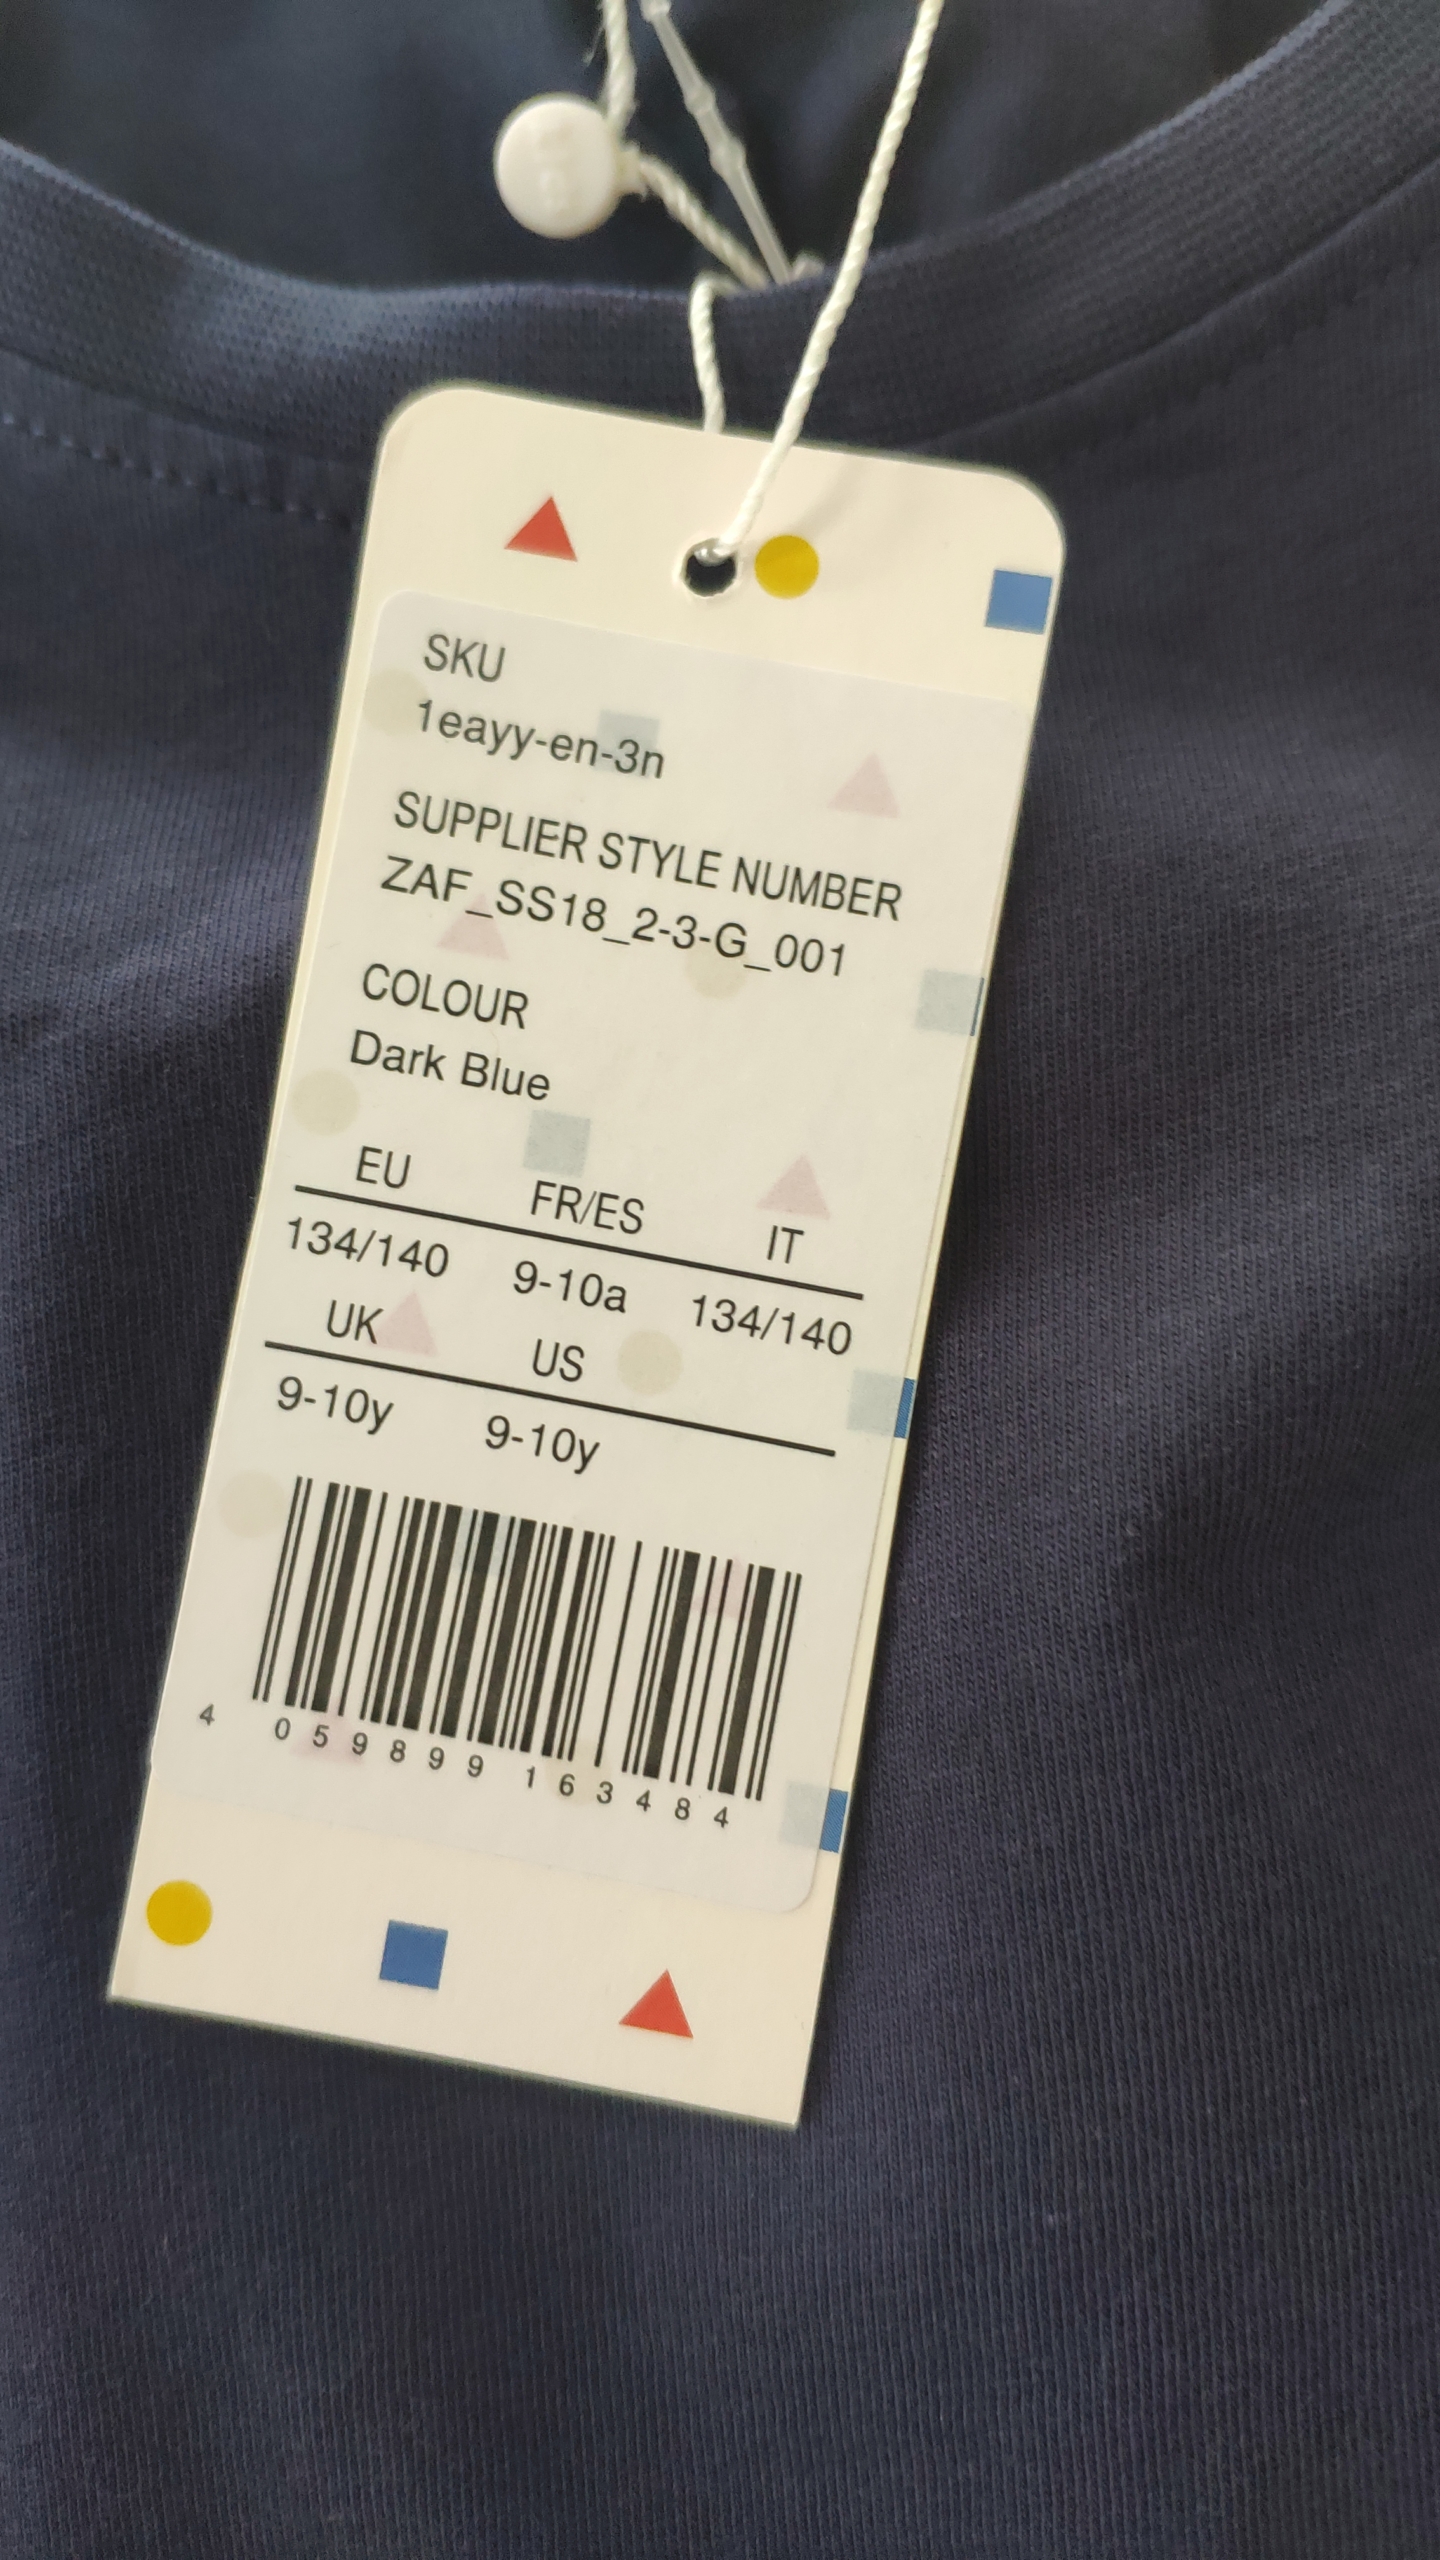 SKU
1eayy-en-3n
SUPPLIER STYLE NUMBER
ZAF_SS18_2-3-G_001
COLOUR
Dark Blue
EU FR/ES IT
134/140 9-10a 134/140
UK US
9-10y 9-10y
4 059899 163484